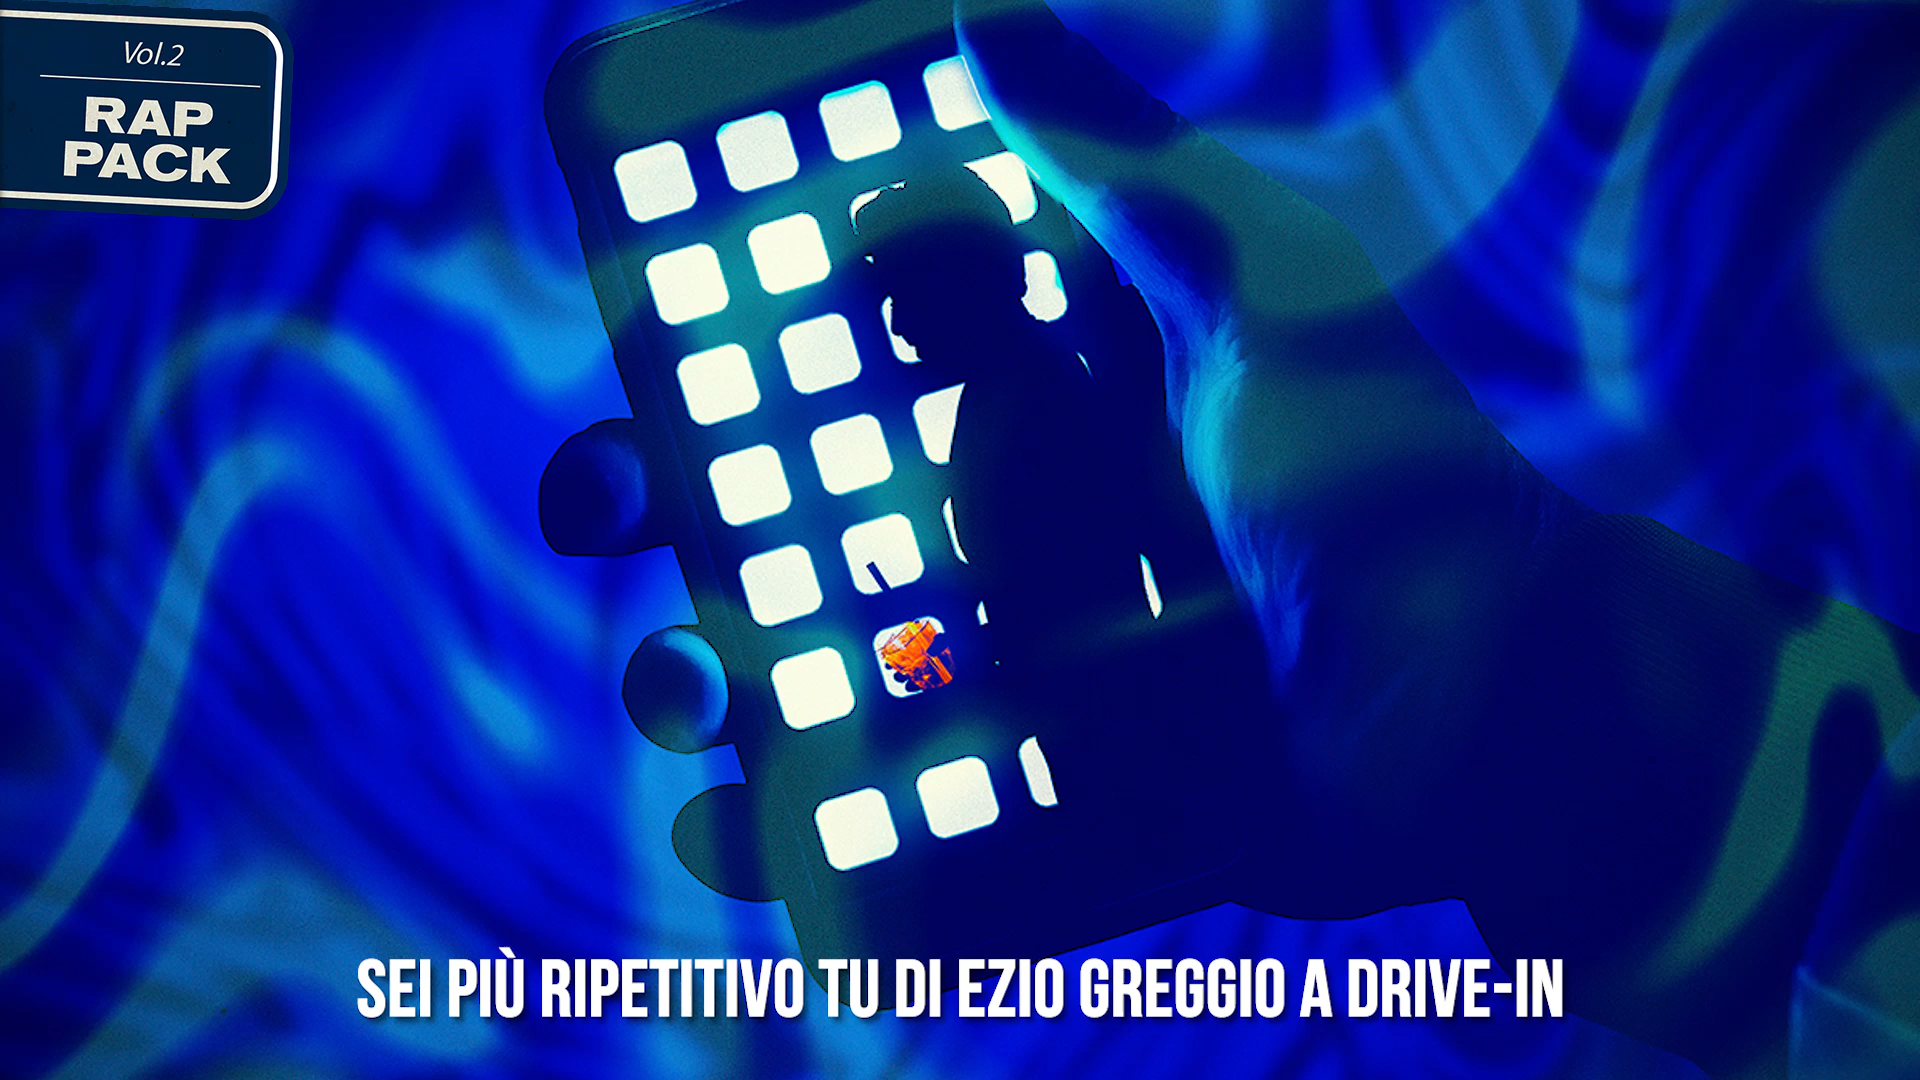 Vol.2
RAP
PACK
SEI PIÙ RIPETITIVO TU DI EZIO GREGGIO A DRIVE-IN